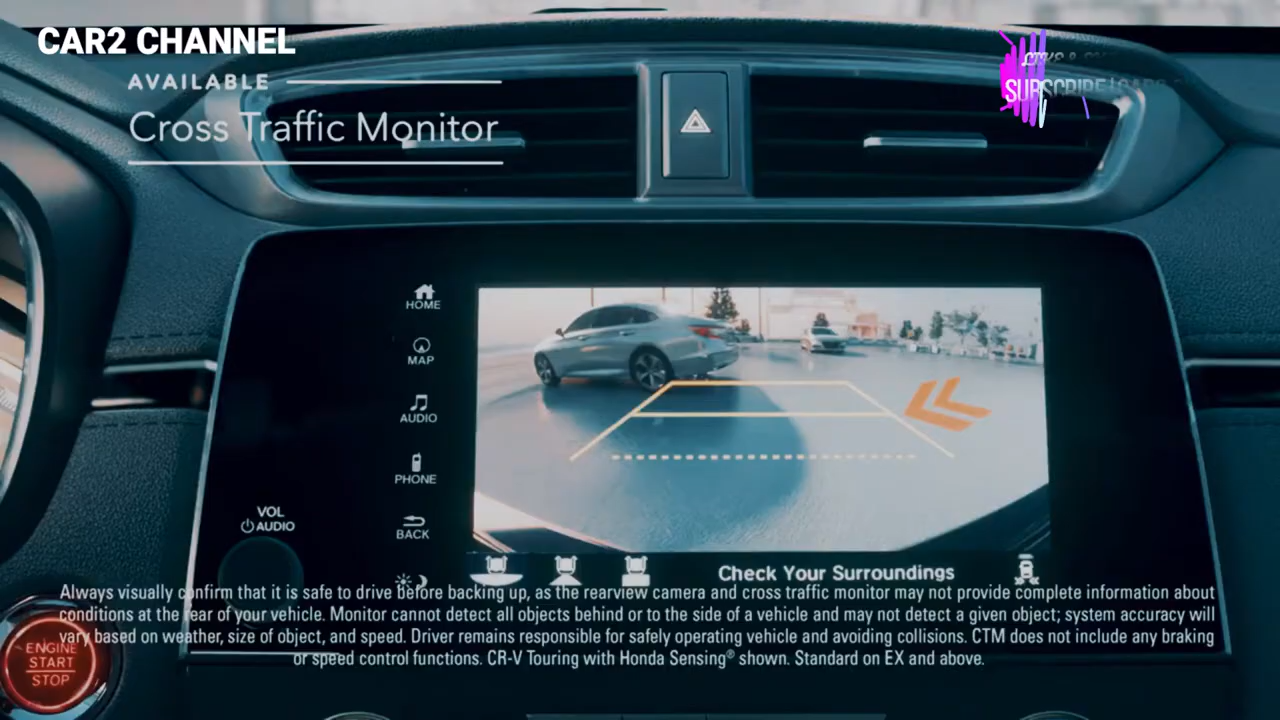 CAR2 CHANNEL
AVAILABLE
Cross Traffic Monitor
SUBSCRIBE
HOME
MAP
AUDIO
PHONE
BACK
VOL
AUDIO
Check Your Surroundings
Always visually confirm that it is safe to drive before backing up, as the rearview camera and cross traffic monitor may not provide complete information about
conditions at the rear of your vehicle. Monitor cannot detect all objects behind or to the side of a vehicle and may not detect a given object; system accuracy will
vary based on weather, size of object, and speed. Driver remains responsible for safely operating vehicle and avoiding collisions. CTM does not include any braking
or speed control functions. CR-V Touring with Honda Sensing® shown. Standard on EX and above.
ENGINE
START
STOP